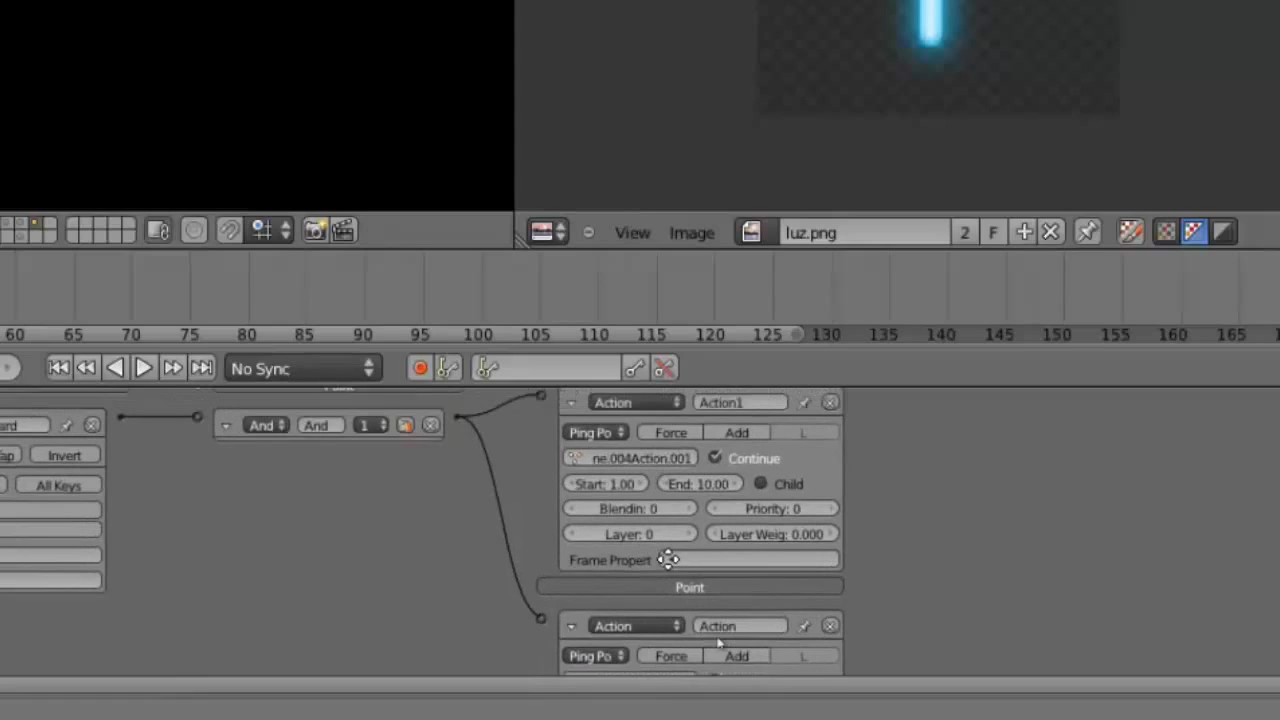 View Image luz.png 2 F
60 65 70 75 80 85 90 95 100 105 110 115 120 125 130 135 140 145 150 155 160 165
No Sync
Action Action1
ard And And 1
Ping Po Force Add L
ap Invert
ne.004Action.001 Continue
All Keys
Start: 1.00 End: 10.00 Child
Blendin: 0 Priority: 0
Layer: 0 Layer Weig: 0.000
Frame Propert
Point
Action Action
Ping Po Force Add L